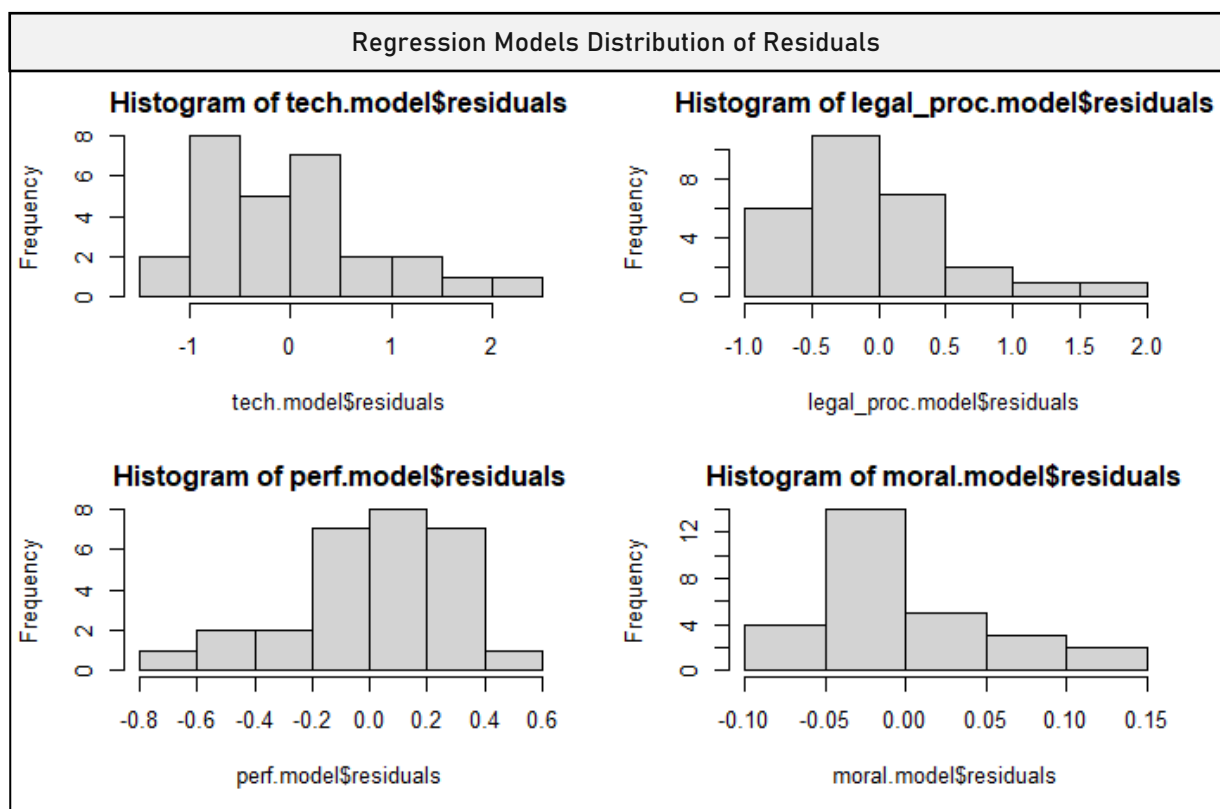 Regression Models Distribution of Residuals
Histogram of tech.model$residuals
Frequency
8
6
4
2
0
-1 0 1 2
tech.model$residuals
Histogram of legal_proc.model$residuals
Frequency
8
4
0
-1.0 -0.5 0.0 0.5 1.0 1.5 2.0
legal_proc.model$residuals
Histogram of perf.model$residuals
Frequency
8
6
4
2
0
-0.8 -0.6 -0.4 -0.2 0.0 0.2 0.4 0.6
perf.model$residuals
Histogram of moral.model$residuals
Frequency
12
8
4
0
-0.10 -0.05 0.00 0.05 0.10 0.15
moral.model$residuals